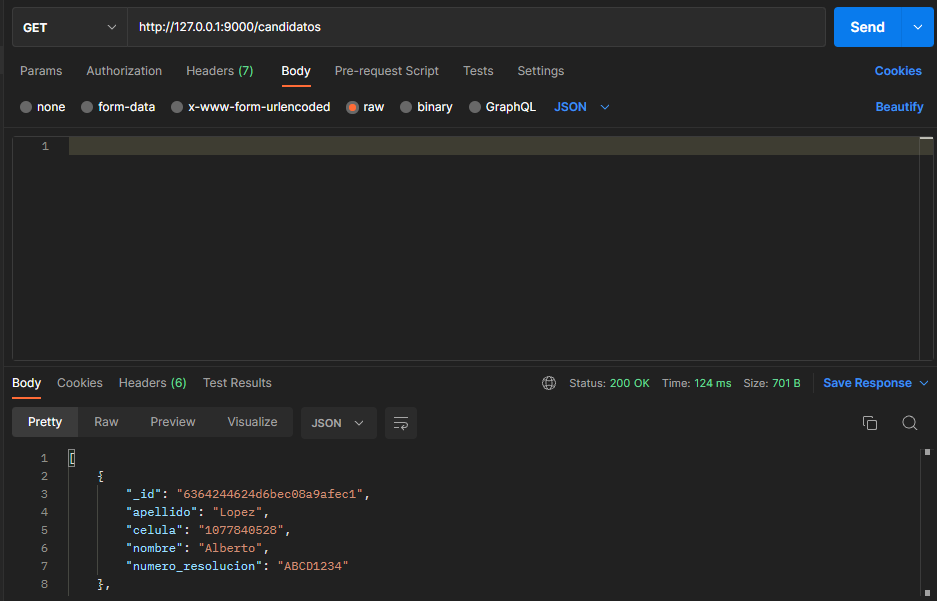 GET http://127.0.0.1:9000/candidatos Send
Params Authorization Headers (7) Body Pre-request Script Tests Settings Cookies
none form-data x-www-form-urlencoded raw binary GraphQL JSON Beautify
1
Body Cookies Headers (6) Test Results Status: 200 OK Time: 124 ms Size: 701 B Save Response
Pretty Raw Preview Visualize JSON
1 [
2 {
3 "_id": "6364244624d6bec08a9afec1",
4 "apellido": "Lopez",
5 "celula": "1077840528",
6 "nombre": "Alberto",
7 "numero_resolucion": "ABCD1234"
8 },